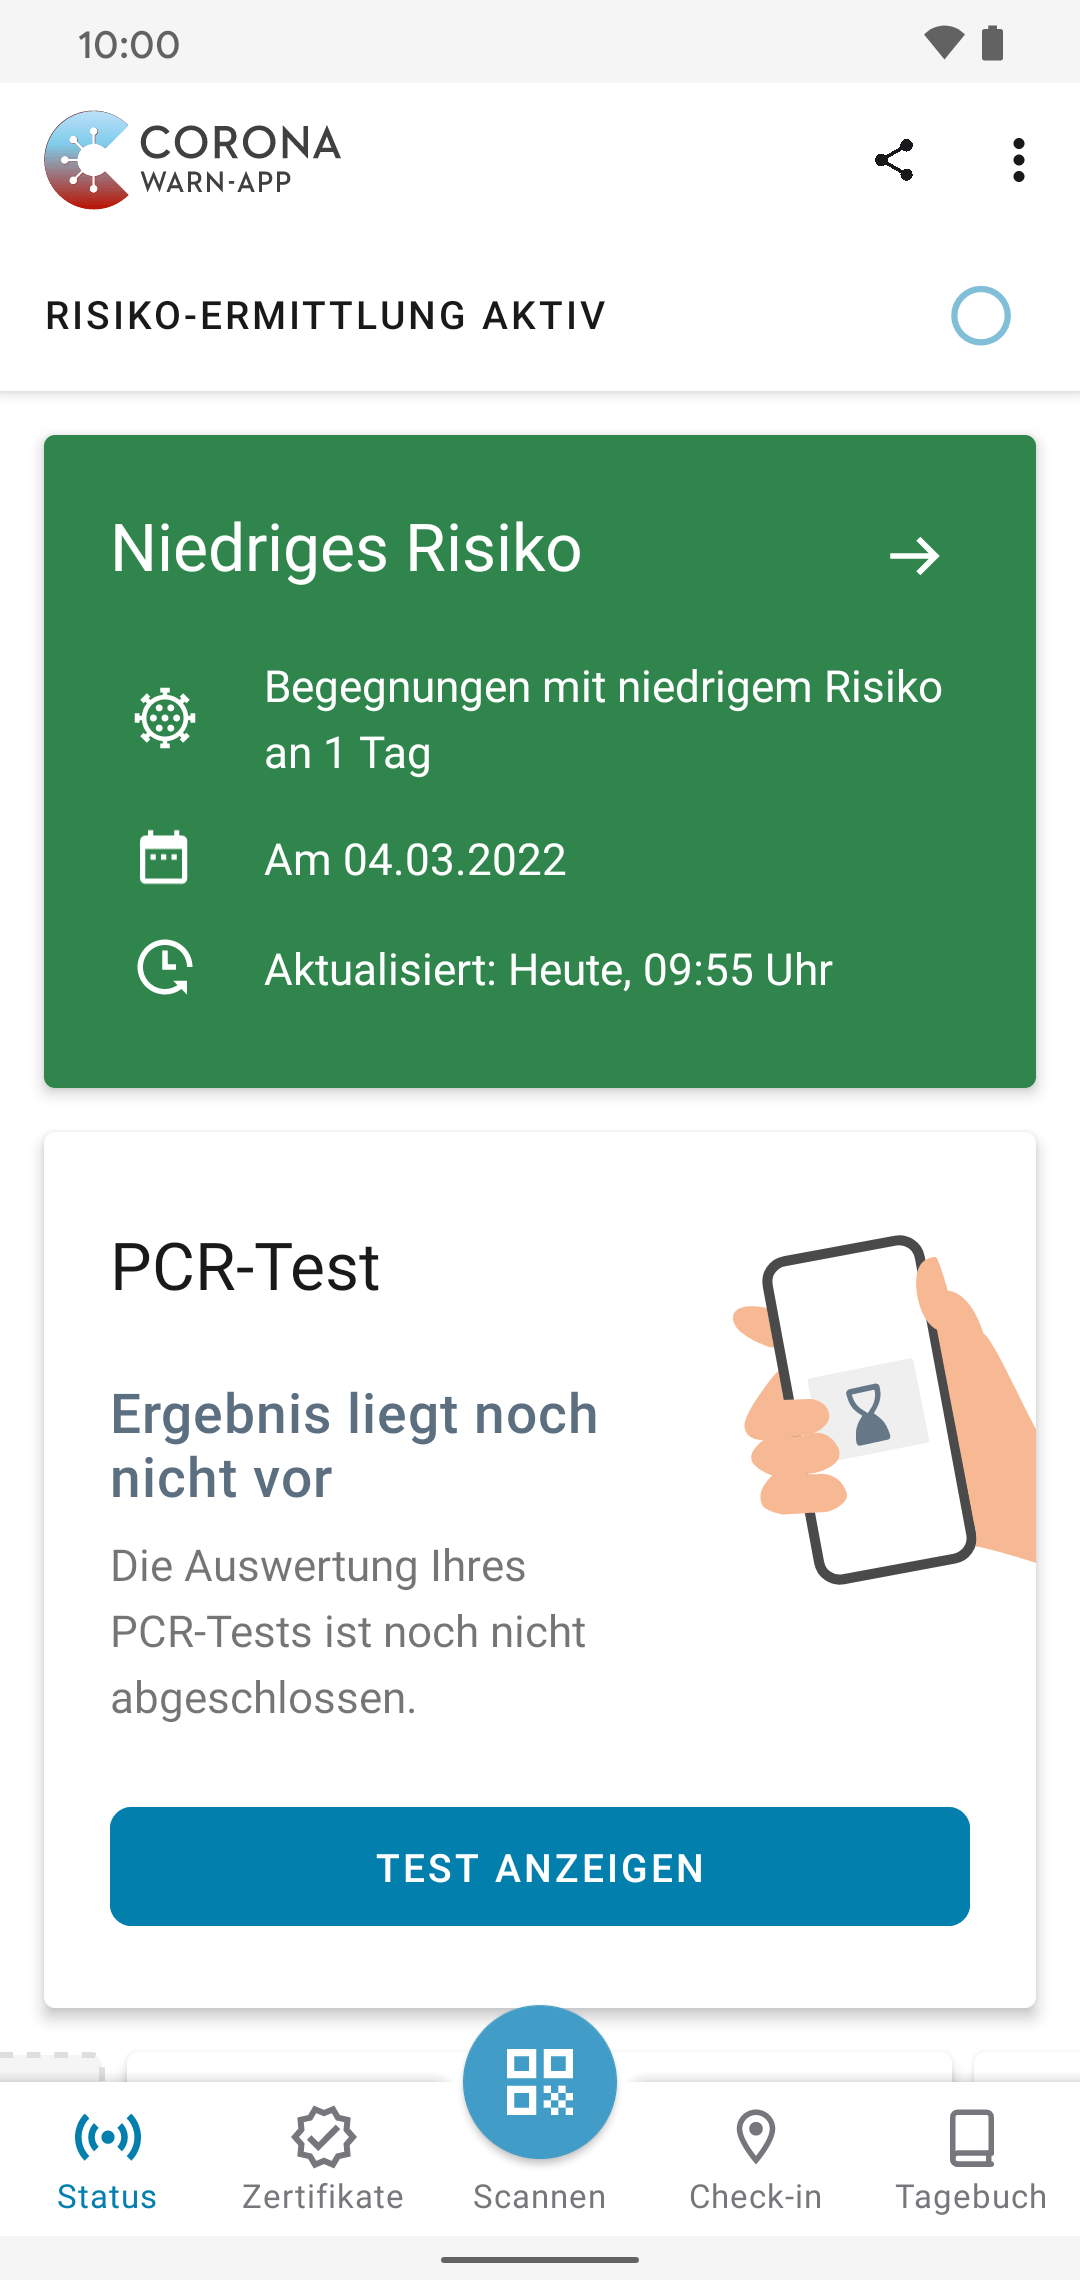 10:00
CORONA
WARN-APP
RISIKO-ERMITTLUNG AKTIV
Niedriges Risiko
Begegnungen mit niedrigem Risiko
an 1 Tag
Am 04.03.2022
Aktualisiert: Heute, 09:55 Uhr
PCR-Test
Ergebnis liegt noch
nicht vor
Die Auswertung Ihres
PCR-Tests ist noch nicht
abgeschlossen.
TEST ANZEIGEN
Status
Zertifikate
Scannen
Check-in
Tagebuch